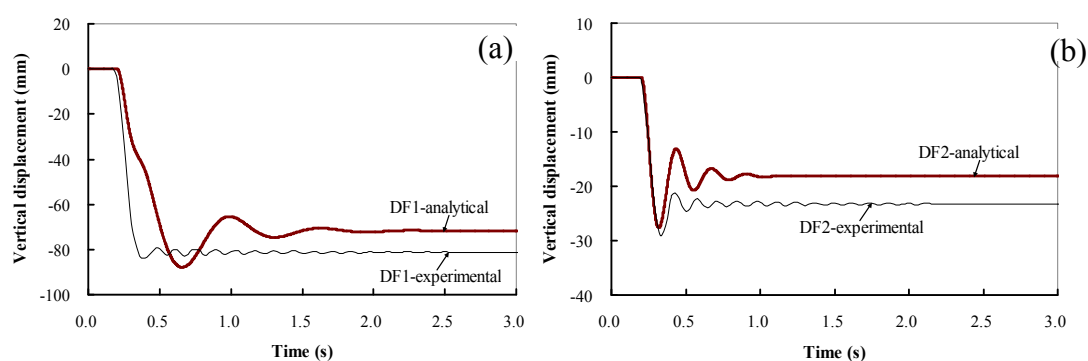 (a)
Vertical displacement (mm)
20
0
-20
-40
-60
-80
-100
DF1-analytical
DF1-experimental
0.0 0.5 1.0 1.5 2.0 2.5 3.0
Time (s)
(b)
Vertical displacement (mm)
10
0
-10
-20
-30
-40
DF2-analytical
DF2-experimental
0.0 0.5 1.0 1.5 2.0 2.5 3.0
Time (s)